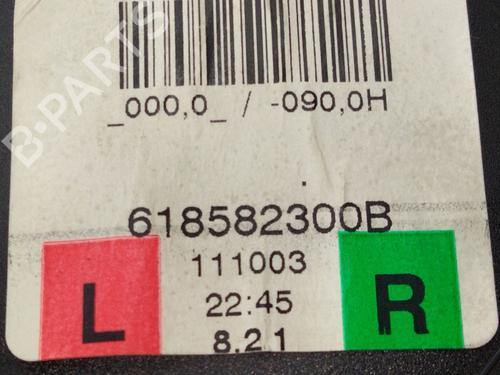 B-PARTS
_000,0_ / -090,0H
618582300B
111003
22:45
8.2.1
L
R